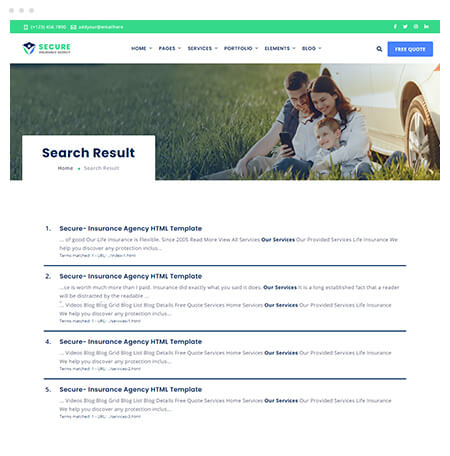 (+123) 456 7890 addyour@emailhere
SECURE
INSURANCE AGENCY
HOME PAGES SERVICES PORTFOLIO ELEMENTS BLOG
FREE QUOTE
Search Result
Home Search Result
1. Secure- Insurance Agency HTML Template
... of good Our Life Insurance is Flexible. Since 2005 Read More View All Services Our Services Our Provided Services Life Insurance We
help you discover any protection inclus...
Terms matched: 1 - URL: ../index-1.html
2. Secure- Insurance Agency HTML Template
...ce is worth much more than I paid. Insurance did exactly what you said it does. Our Services It is a long established fact that a reader
will be distracted by the readable ...
... Videos Blog Blog Grid Blog List Blog Details Free Quote Services Home Services Our Services Our Provided Services Life Insurance
We help you discover any protection inclus...
Terms matched: 1 - URL: ../services-1.html
4. Secure- Insurance Agency HTML Template
... Videos Blog Blog Grid Blog List Blog Details Free Quote Services Home Services Our Services Our Provided Services Life Insurance
We help you discover any protection inclus...
Terms matched: 1 - URL: ../services-2.html
5. Secure- Insurance Agency HTML Template
... Videos Blog Blog Grid Blog List Blog Details Free Quote Services Home Services Our Services Our Provided Services Life Insurance
We help you discover any protection inclus...
Terms matched: 1 - URL: ../services-3.html